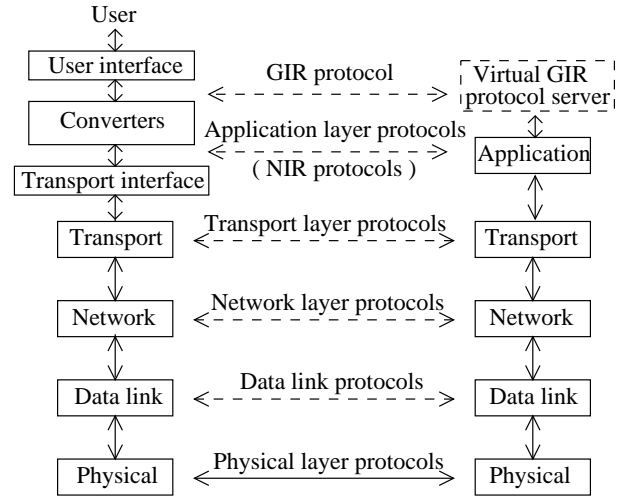 User
User interface
GIR protocol
Virtual GIR
protocol server
Converters
Application layer protocols
( NIR protocols )
Application
Transport interface
Transport
Transport layer protocols
Transport
Network
Network layer protocols
Network
Data link
Data link protocols
Data link
Physical
Physical layer protocols
Physical